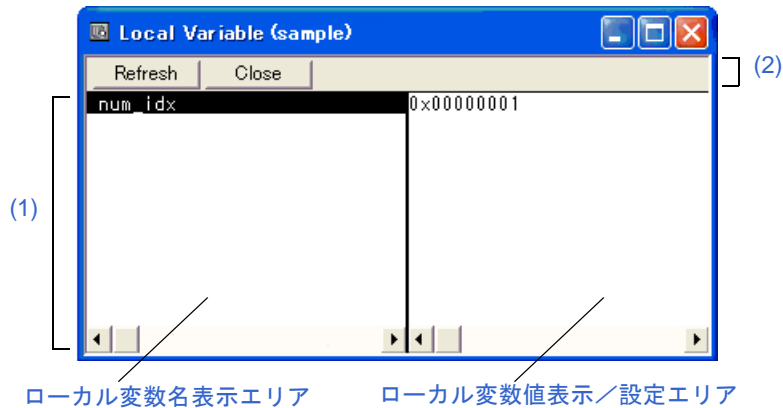 Local Variable (sample)
Refresh Close
(2)
num_idx 0x00000001
(1)
ローカル変数名表示エリア ローカル変数値表示／設定エリア